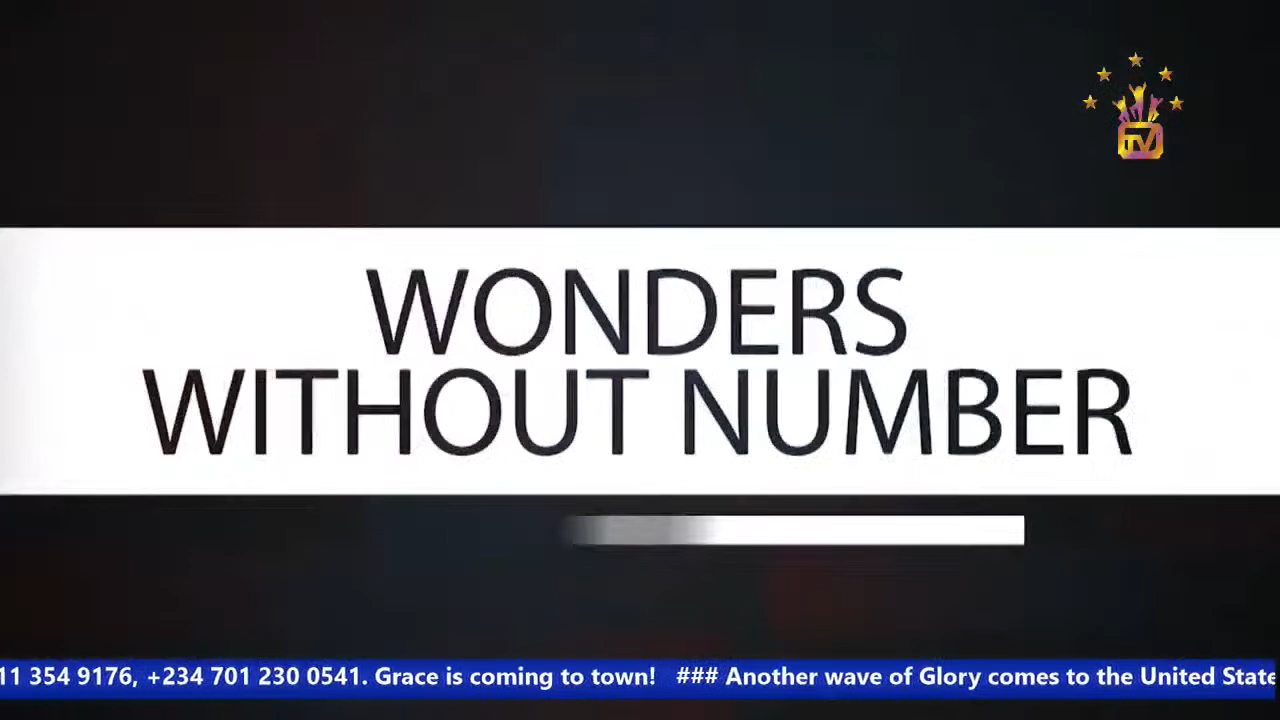 TV
WONDERS
WITHOUT NUMBER
11 354 9176, +234 701 230 0541. Grace is coming to town! ### Another wave of Glory comes to the United State